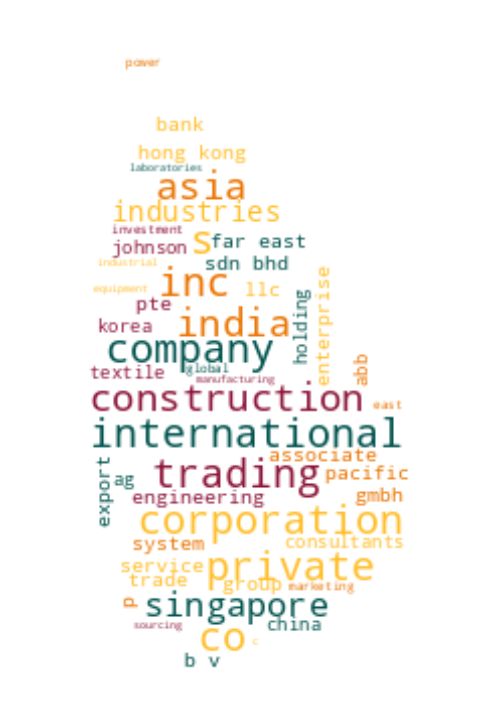 power
bank
hong kong
laboratories
asia
industries
investment
johnson
s
far east
industrial
sdn bhd
inc
llc
equipment
pte
holding
enterprise
korea
india
company
textile
global
manufacturing
abb
construction
east
international
associate
export
ag
trading
pacific
engineering
gmbh
corporation
system
consultants
service
private
trade
group
marketing
p
singapore
sourcing
china
co
c
b v